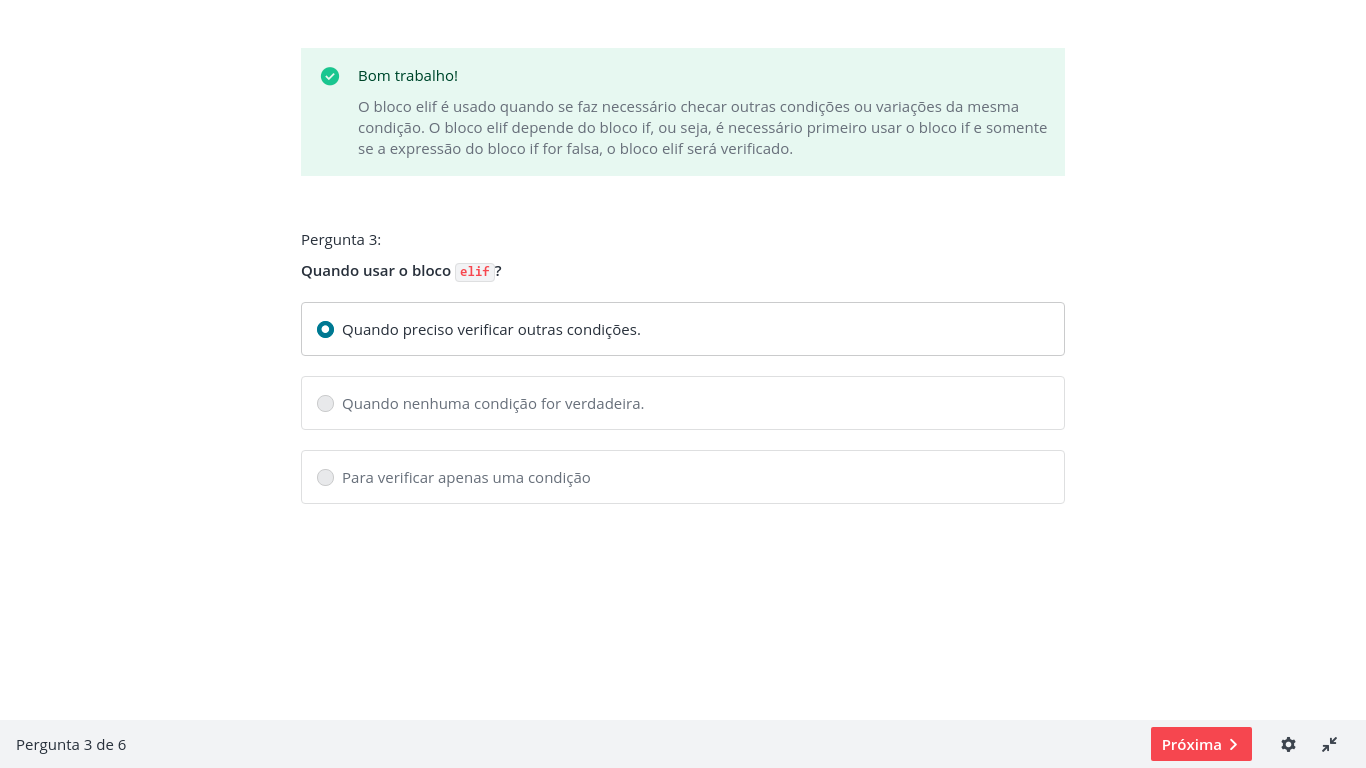 Bom trabalho!
O bloco elif é usado quando se faz necessário checar outras condições ou variações da mesma
condição. O bloco elif depende do bloco if, ou seja, é necessário primeiro usar o bloco if e somente
se a expressão do bloco if for falsa, o bloco elif será verificado.
Pergunta 3:
Quando usar o bloco elif?
Quando preciso verificar outras condições.
Quando nenhuma condição for verdadeira.
Para verificar apenas uma condição
Pergunta 3 de 6
Próxima